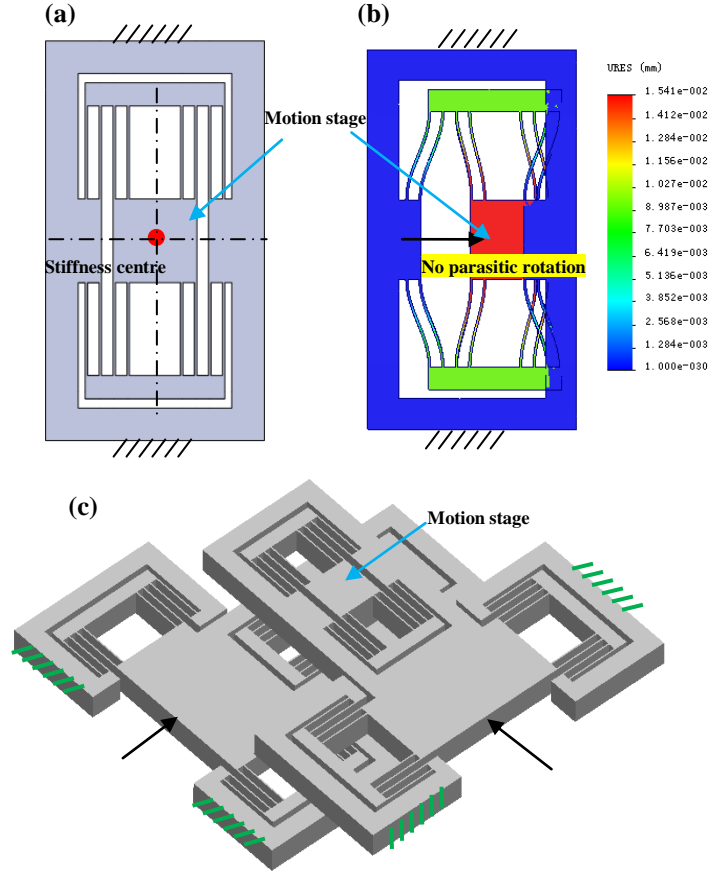 (a)
(b)
URES (mm)
Motion stage
Stiffness centre
No parasitic rotation
1.541e-002
1.412e-002
1.284e-002
1.156e-002
1.027e-002
8.987e-003
7.703e-003
6.419e-003
5.136e-003
3.852e-003
2.568e-003
1.284e-003
1.000e-030
(c)
Motion stage